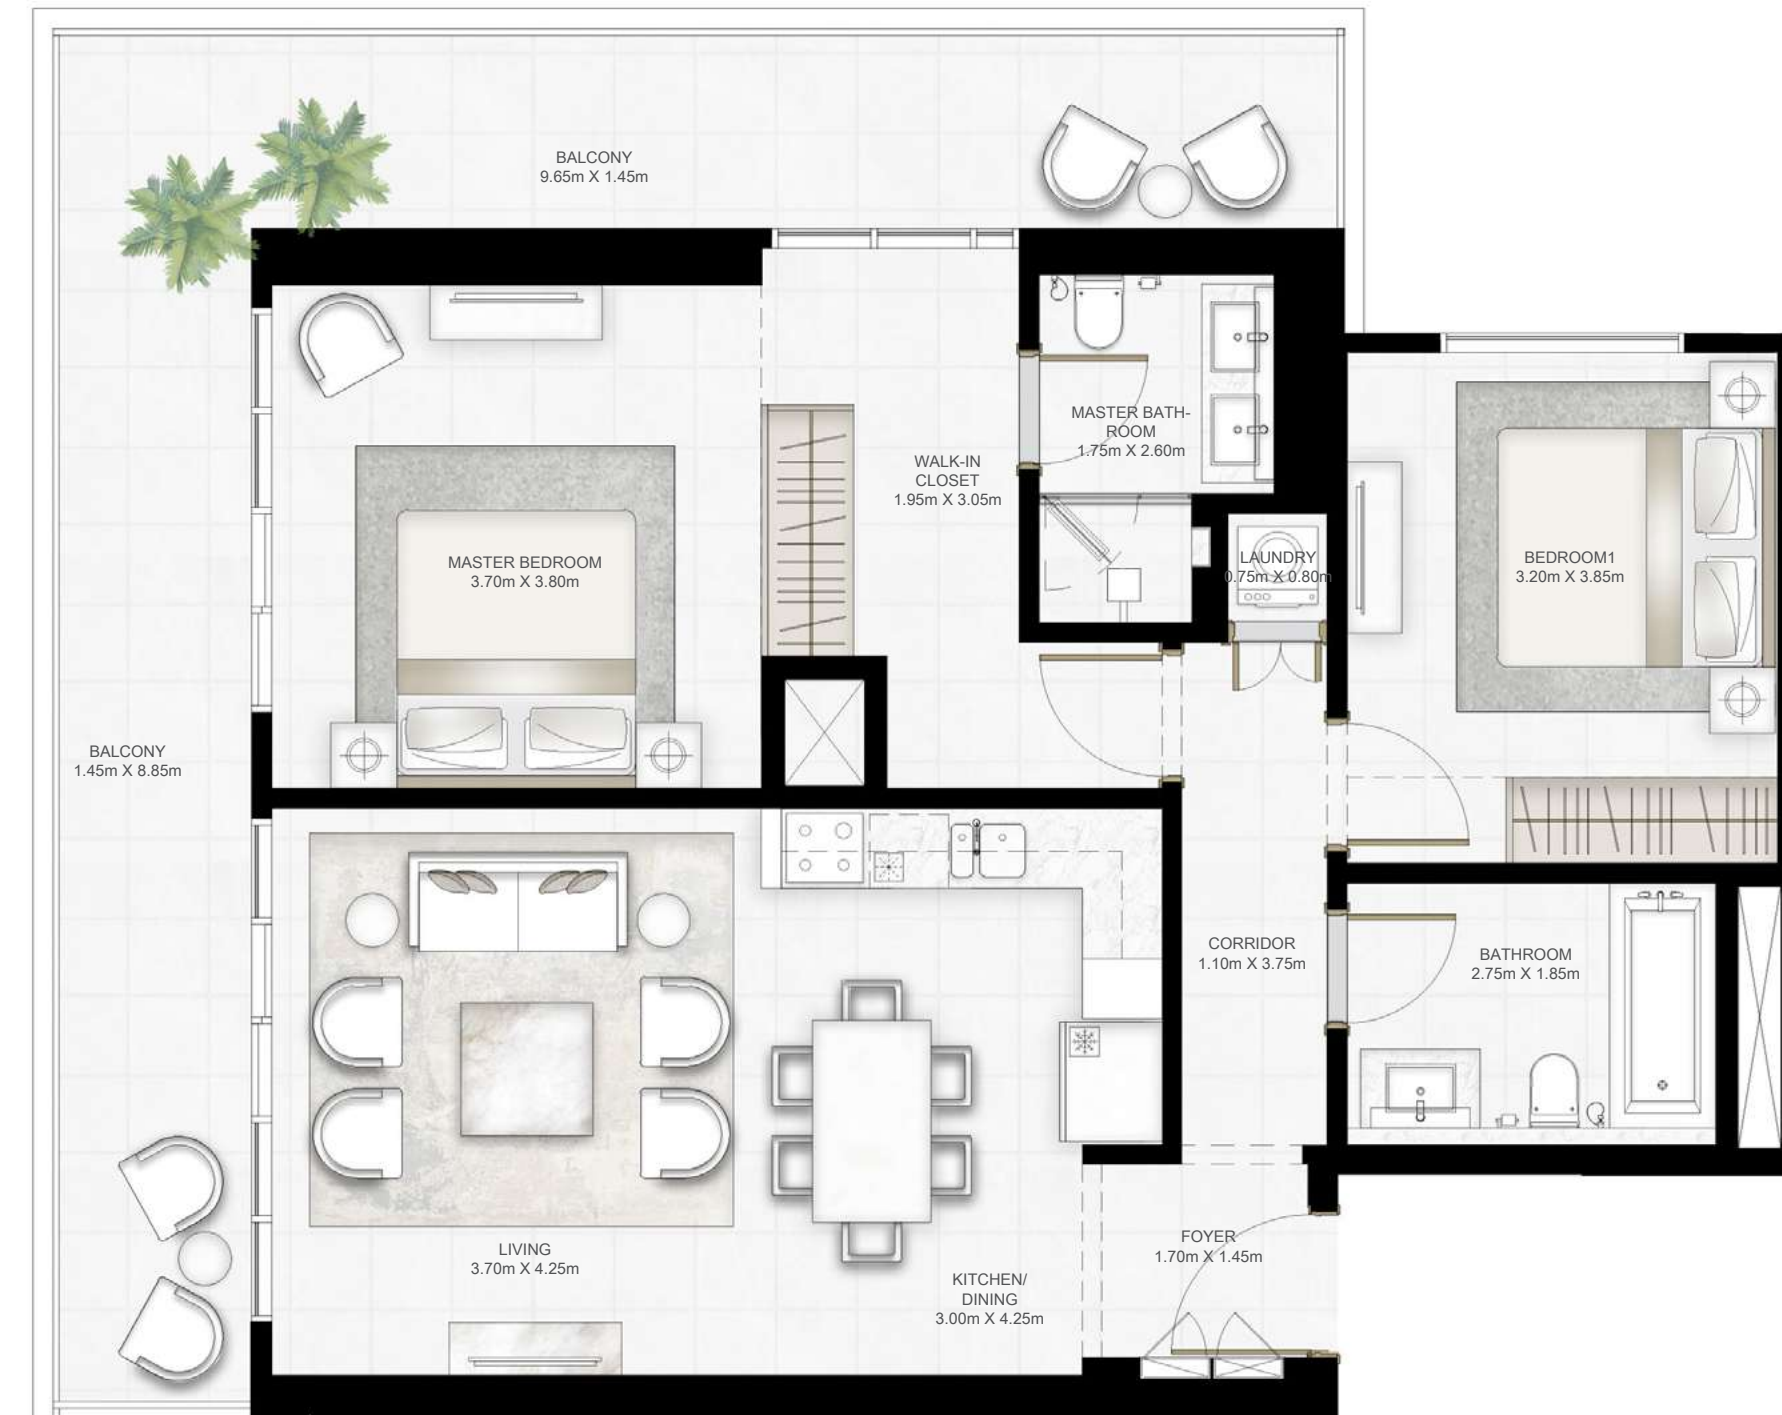 BALCONY
9.65m X 1.45m
MASTER BATH-
ROOM
1.75m X 2.60m
WALK-IN
CLOSET
1.95m X 3.05m
MASTER BEDROOM
3.70m X 3.80m
LAUNDRY
0.75m X 0.80m
BEDROOM1
3.20m X 3.85m
BALCONY
1.45m X 8.85m
CORRIDOR
1.10m X 3.75m
BATHROOM
2.75m X 1.85m
LIVING
3.70m X 4.25m
KITCHEN/
DINING
3.00m X 4.25m
FOYER
1.70m X 1.45m